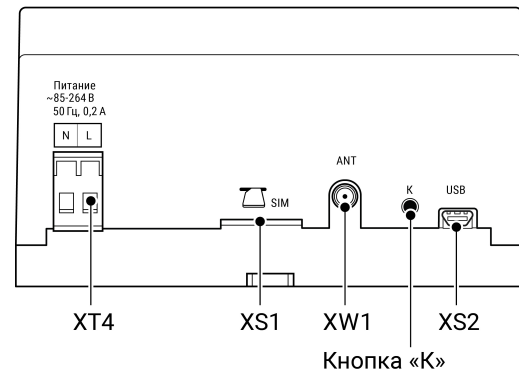 Питание
~85-264 В
50 Гц, 0,2 А
N L
ANT
SIM
K
USB
XT4
XS1
XW1
XS2
Кнопка «К»